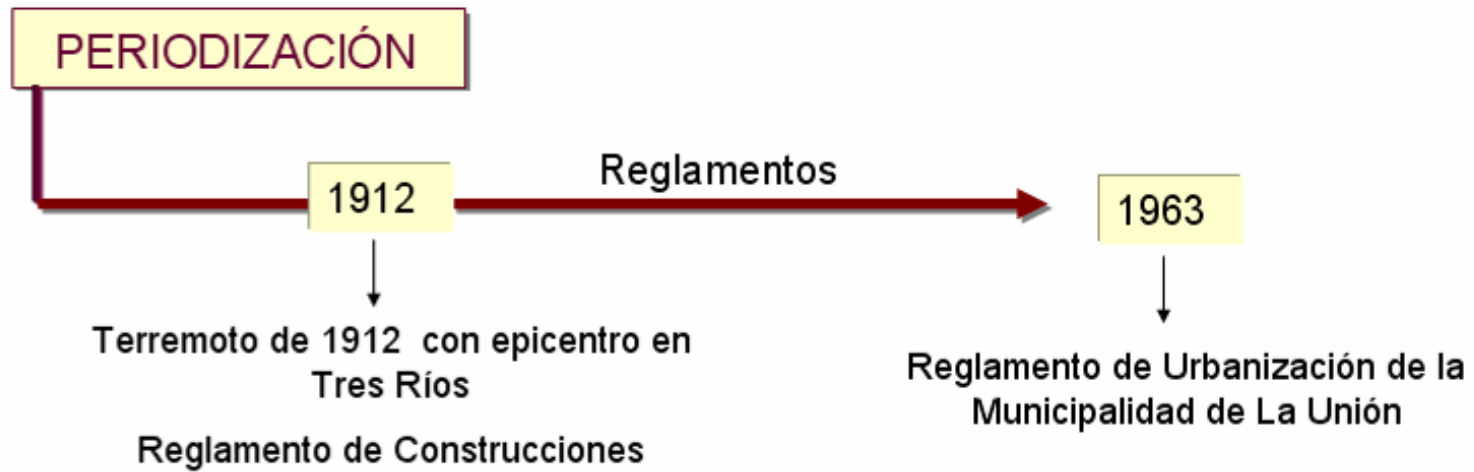 PERIODIZACIÓN
1912
Reglamentos
1963
Terremoto de 1912 con epicentro en
Tres Ríos
Reglamento de Construcciones
Reglamento de Urbanización de la
Municipalidad de La Unión